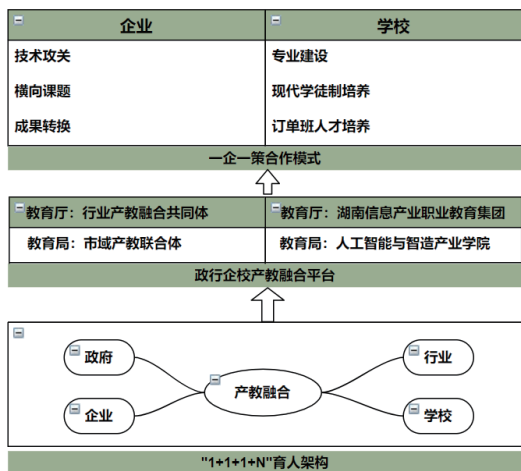 企业
学校
技术攻关
专业建设
横向课题
现代学徒制培养
成果转换
订单班人才培养
一企一策合作模式
教育厅：行业产教融合共同体
教育厅：湖南信息产业职业教育集团
教育局：市域产教联合体
教育局：人工智能与智造产业学院
政行企校产教融合平台
政府
行业
产教融合
企业
学校
"1+1+1+N"育人架构